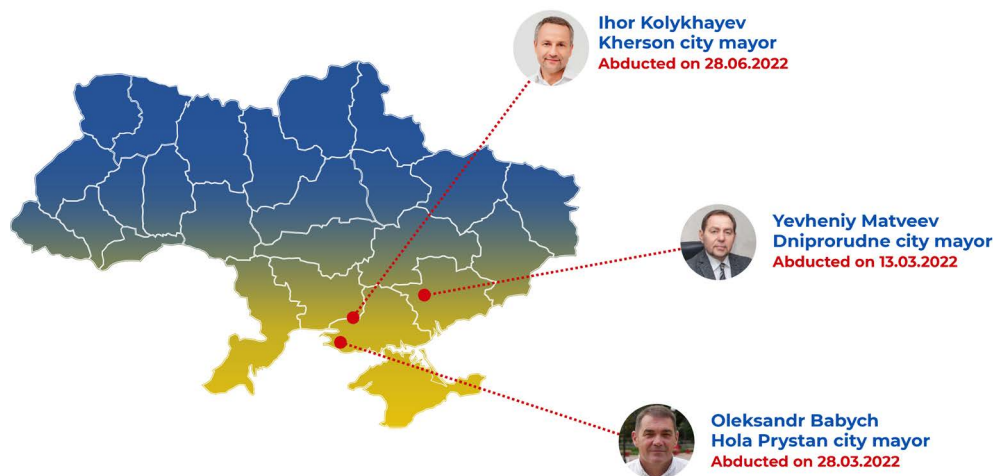 Ihor Kolykhayev
Kherson city mayor
Abducted on 28.06.2022
Yevheniy Matveev
Dniprorudne city mayor
Abducted on 13.03.2022
Oleksandr Babych
Hola Prystan city mayor
Abducted on 28.03.2022